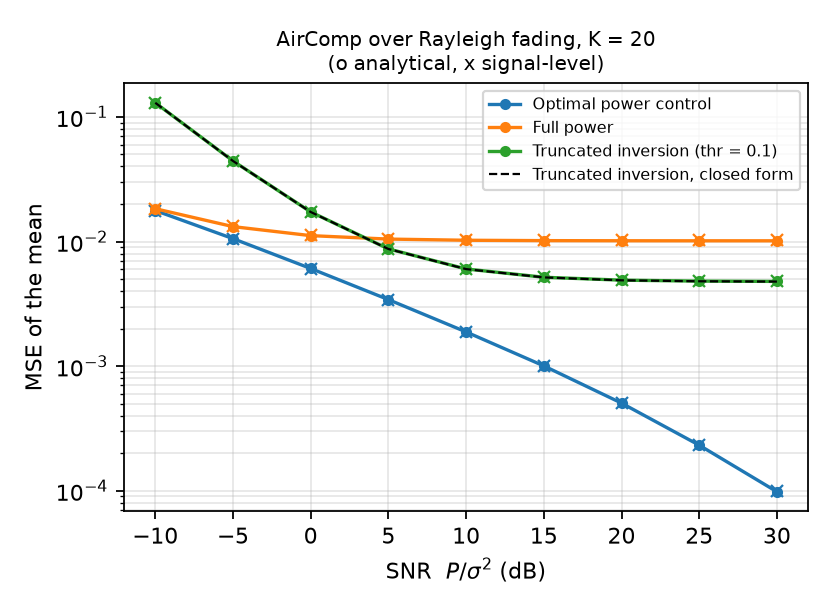 AirComp over Rayleigh fading, K = 20
(o analytical, x signal-level)
Optimal power control
Full power
Truncated inversion (thr = 0.1)
Truncated inversion, closed form
MSE of the mean
10⁻¹
10⁻²
10⁻³
10⁻⁴
−10 −5 0 5 10 15 20 25 30
SNR P/σ² (dB)